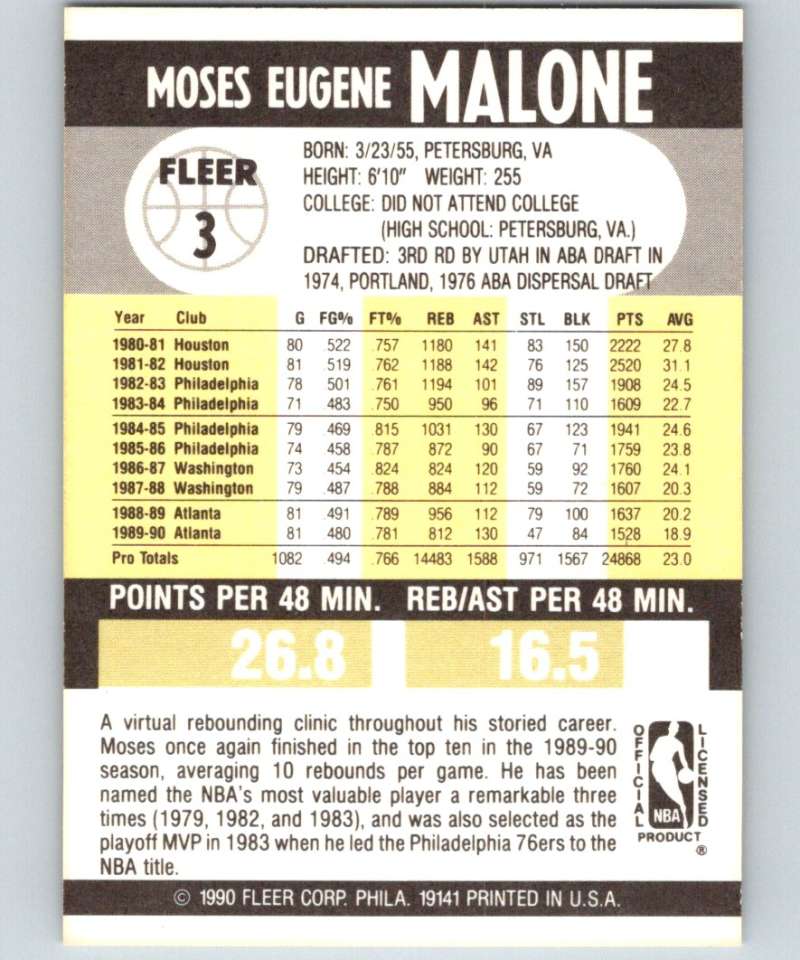 MOSES EUGENE MALONE
FLEER
3
BORN: 3/23/55, PETERSBURG, VA
HEIGHT: 6'10" WEIGHT: 255
COLLEGE: DID NOT ATTEND COLLEGE
(HIGH SCHOOL: PETERSBURG, VA.)
DRAFTED: 3RD RD BY UTAH IN ABA DRAFT IN
1974, PORTLAND, 1976 ABA DISPERSAL DRAFT
Year Club G FG% FT% REB AST STL BLK PTS AVG
1980-81 Houston 80 .522 .757 1180 141 83 150 2222 27.8
1981-82 Houston 81 .519 .762 1188 142 76 125 2520 31.1
1982-83 Philadelphia 78 .501 .761 1194 101 89 157 1908 24.5
1983-84 Philadelphia 71 .483 .750 950 96 71 110 1609 22.7
1984-85 Philadelphia 79 .469 .815 1031 130 67 123 1941 24.6
1985-86 Philadelphia 74 .458 .787 872 90 67 71 1759 23.8
1986-87 Washington 73 .454 .824 824 120 59 92 1760 24.1
1987-88 Washington 79 .487 .788 884 112 59 72 1607 20.3
1988-89 Atlanta 81 .491 .789 956 112 79 100 1637 20.2
1989-90 Atlanta 81 .480 .781 812 130 47 84 1528 18.9
Pro Totals 1082 .494 .766 14483 1588 971 1567 24868 23.0
POINTS PER 48 MIN. REB/AST PER 48 MIN.
26.8 16.5
A virtual rebounding clinic throughout his storied career.
Moses once again finished in the top ten in the 1989-90
season, averaging 10 rebounds per game. He has been
named the NBA's most valuable player a remarkable three
times (1979, 1982, and 1983), and was also selected as the
playoff MVP in 1983 when he led the Philadelphia 76ers to the
NBA title.
OFFICIAL
LICENSED
NBA
PRODUCT
®
© 1990 FLEER CORP. PHILA. 19141 PRINTED IN U.S.A.